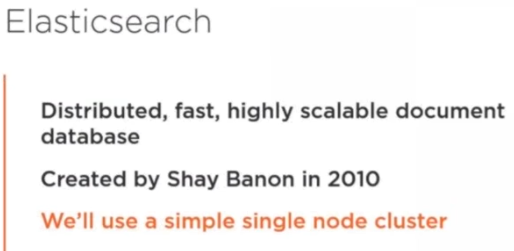 Elasticsearch
Distributed, fast, highly scalable document
database
Created by Shay Banon in 2010
We'll use a simple single node cluster